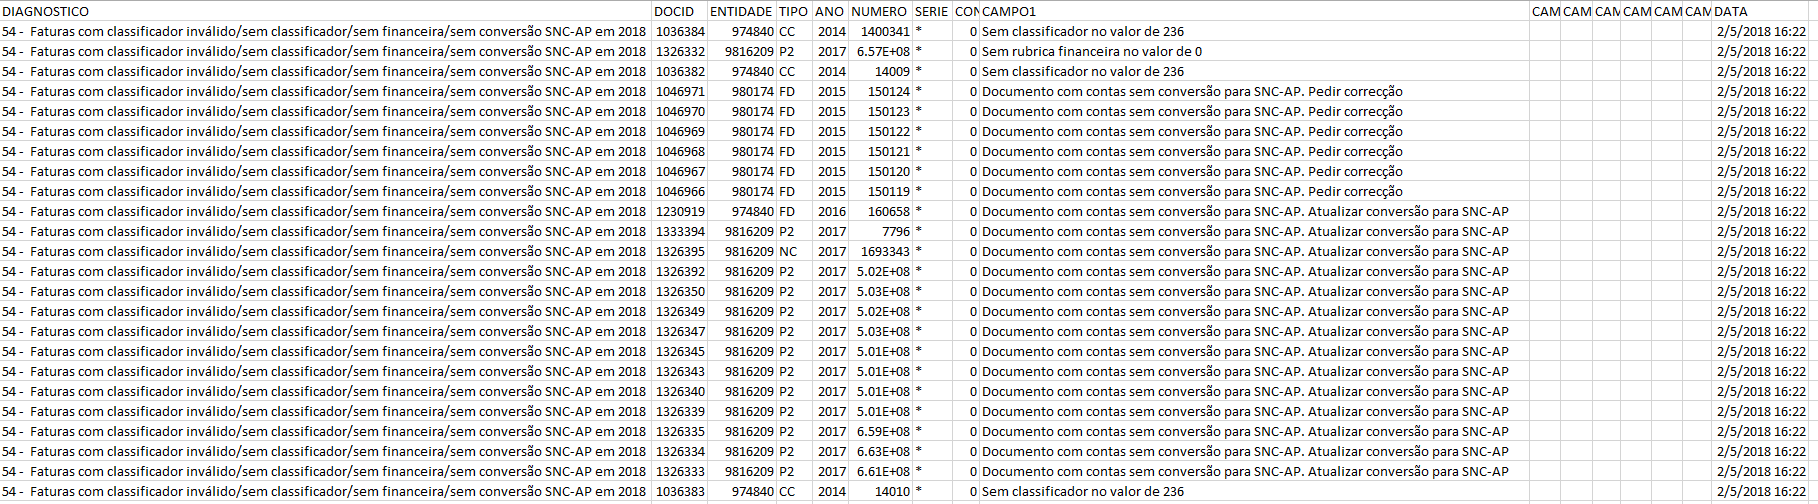 DIAGNOSTICO DOCID ENTIDADE TIPO ANO NUMERO SERIE CON CAMPO1 CAM CAM CAM CAM CAM CAM DATA
54 - Faturas com classificador inválido/sem classificador/sem financeira/sem conversão SNC-AP em 2018 1036384 974840 CC 2014 1400341 * 0 Sem classificador no valor de 236 2/5/2018 16:22
54 - Faturas com classificador inválido/sem classificador/sem financeira/sem conversão SNC-AP em 2018 1326332 9816209 P2 2017 6.57E+08 * 0 Sem rubrica financeira no valor de 0 2/5/2018 16:22
54 - Faturas com classificador inválido/sem classificador/sem financeira/sem conversão SNC-AP em 2018 1036382 974840 CC 2014 14009 * 0 Sem classificador no valor de 236 2/5/2018 16:22
54 - Faturas com classificador inválido/sem classificador/sem financeira/sem conversão SNC-AP em 2018 1046971 980174 FD 2015 150124 * 0 Documento com contas sem conversão para SNC-AP. Pedir correcção 2/5/2018 16:22
54 - Faturas com classificador inválido/sem classificador/sem financeira/sem conversão SNC-AP em 2018 1046970 980174 FD 2015 150123 * 0 Documento com contas sem conversão para SNC-AP. Pedir correcção 2/5/2018 16:22
54 - Faturas com classificador inválido/sem classificador/sem financeira/sem conversão SNC-AP em 2018 1046969 980174 FD 2015 150122 * 0 Documento com contas sem conversão para SNC-AP. Pedir correcção 2/5/2018 16:22
54 - Faturas com classificador inválido/sem classificador/sem financeira/sem conversão SNC-AP em 2018 1046968 980174 FD 2015 150121 * 0 Documento com contas sem conversão para SNC-AP. Pedir correcção 2/5/2018 16:22
54 - Faturas com classificador inválido/sem classificador/sem financeira/sem conversão SNC-AP em 2018 1046967 980174 FD 2015 150120 * 0 Documento com contas sem conversão para SNC-AP. Pedir correcção 2/5/2018 16:22
54 - Faturas com classificador inválido/sem classificador/sem financeira/sem conversão SNC-AP em 2018 1046966 980174 FD 2015 150119 * 0 Documento com contas sem conversão para SNC-AP. Pedir correcção 2/5/2018 16:22
54 - Faturas com classificador inválido/sem classificador/sem financeira/sem conversão SNC-AP em 2018 1230919 974840 FD 2016 160658 * 0 Documento com contas sem conversão para SNC-AP. Atualizar conversão para SNC-AP 2/5/2018 16:22
54 - Faturas com classificador inválido/sem classificador/sem financeira/sem conversão SNC-AP em 2018 1333394 9816209 P2 2017 7796 * 0 Documento com contas sem conversão para SNC-AP. Atualizar conversão para SNC-AP 2/5/2018 16:22
54 - Faturas com classificador inválido/sem classificador/sem financeira/sem conversão SNC-AP em 2018 1326395 9816209 NC 2017 1693343 * 0 Documento com contas sem conversão para SNC-AP. Atualizar conversão para SNC-AP 2/5/2018 16:22
54 - Faturas com classificador inválido/sem classificador/sem financeira/sem conversão SNC-AP em 2018 1326392 9816209 P2 2017 5.02E+08 * 0 Documento com contas sem conversão para SNC-AP. Atualizar conversão para SNC-AP 2/5/2018 16:22
54 - Faturas com classificador inválido/sem classificador/sem financeira/sem conversão SNC-AP em 2018 1326350 9816209 P2 2017 5.03E+08 * 0 Documento com contas sem conversão para SNC-AP. Atualizar conversão para SNC-AP 2/5/2018 16:22
54 - Faturas com classificador inválido/sem classificador/sem financeira/sem conversão SNC-AP em 2018 1326349 9816209 P2 2017 5.02E+08 * 0 Documento com contas sem conversão para SNC-AP. Atualizar conversão para SNC-AP 2/5/2018 16:22
54 - Faturas com classificador inválido/sem classificador/sem financeira/sem conversão SNC-AP em 2018 1326347 9816209 P2 2017 5.03E+08 * 0 Documento com contas sem conversão para SNC-AP. Atualizar conversão para SNC-AP 2/5/2018 16:22
54 - Faturas com classificador inválido/sem classificador/sem financeira/sem conversão SNC-AP em 2018 1326345 9816209 P2 2017 5.01E+08 * 0 Documento com contas sem conversão para SNC-AP. Atualizar conversão para SNC-AP 2/5/2018 16:22
54 - Faturas com classificador inválido/sem classificador/sem financeira/sem conversão SNC-AP em 2018 1326343 9816209 P2 2017 5.01E+08 * 0 Documento com contas sem conversão para SNC-AP. Atualizar conversão para SNC-AP 2/5/2018 16:22
54 - Faturas com classificador inválido/sem classificador/sem financeira/sem conversão SNC-AP em 2018 1326340 9816209 P2 2017 5.01E+08 * 0 Documento com contas sem conversão para SNC-AP. Atualizar conversão para SNC-AP 2/5/2018 16:22
54 - Faturas com classificador inválido/sem classificador/sem financeira/sem conversão SNC-AP em 2018 1326339 9816209 P2 2017 5.01E+08 * 0 Documento com contas sem conversão para SNC-AP. Atualizar conversão para SNC-AP 2/5/2018 16:22
54 - Faturas com classificador inválido/sem classificador/sem financeira/sem conversão SNC-AP em 2018 1326335 9816209 P2 2017 6.59E+08 * 0 Documento com contas sem conversão para SNC-AP. Atualizar conversão para SNC-AP 2/5/2018 16:22
54 - Faturas com classificador inválido/sem classificador/sem financeira/sem conversão SNC-AP em 2018 1326334 9816209 P2 2017 6.63E+08 * 0 Documento com contas sem conversão para SNC-AP. Atualizar conversão para SNC-AP 2/5/2018 16:22
54 - Faturas com classificador inválido/sem classificador/sem financeira/sem conversão SNC-AP em 2018 1326333 9816209 P2 2017 6.61E+08 * 0 Documento com contas sem conversão para SNC-AP. Atualizar conversão para SNC-AP 2/5/2018 16:22
54 - Faturas com classificador inválido/sem classificador/sem financeira/sem conversão SNC-AP em 2018 1036383 974840 CC 2014 14010 * 0 Sem classificador no valor de 236 2/5/2018 16:22